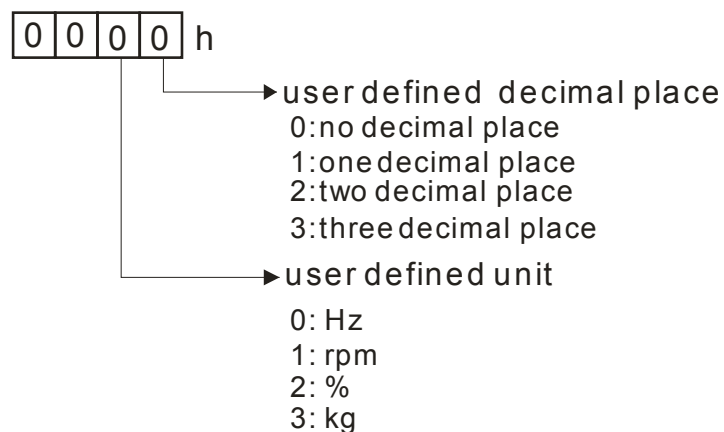 0 0 0 0 h
user defined decimal place
0:no decimal place
1:one decimal place
2:two decimal place
3:three decimal place
user defined unit
0: Hz
1: rpm
2: %
3: kg